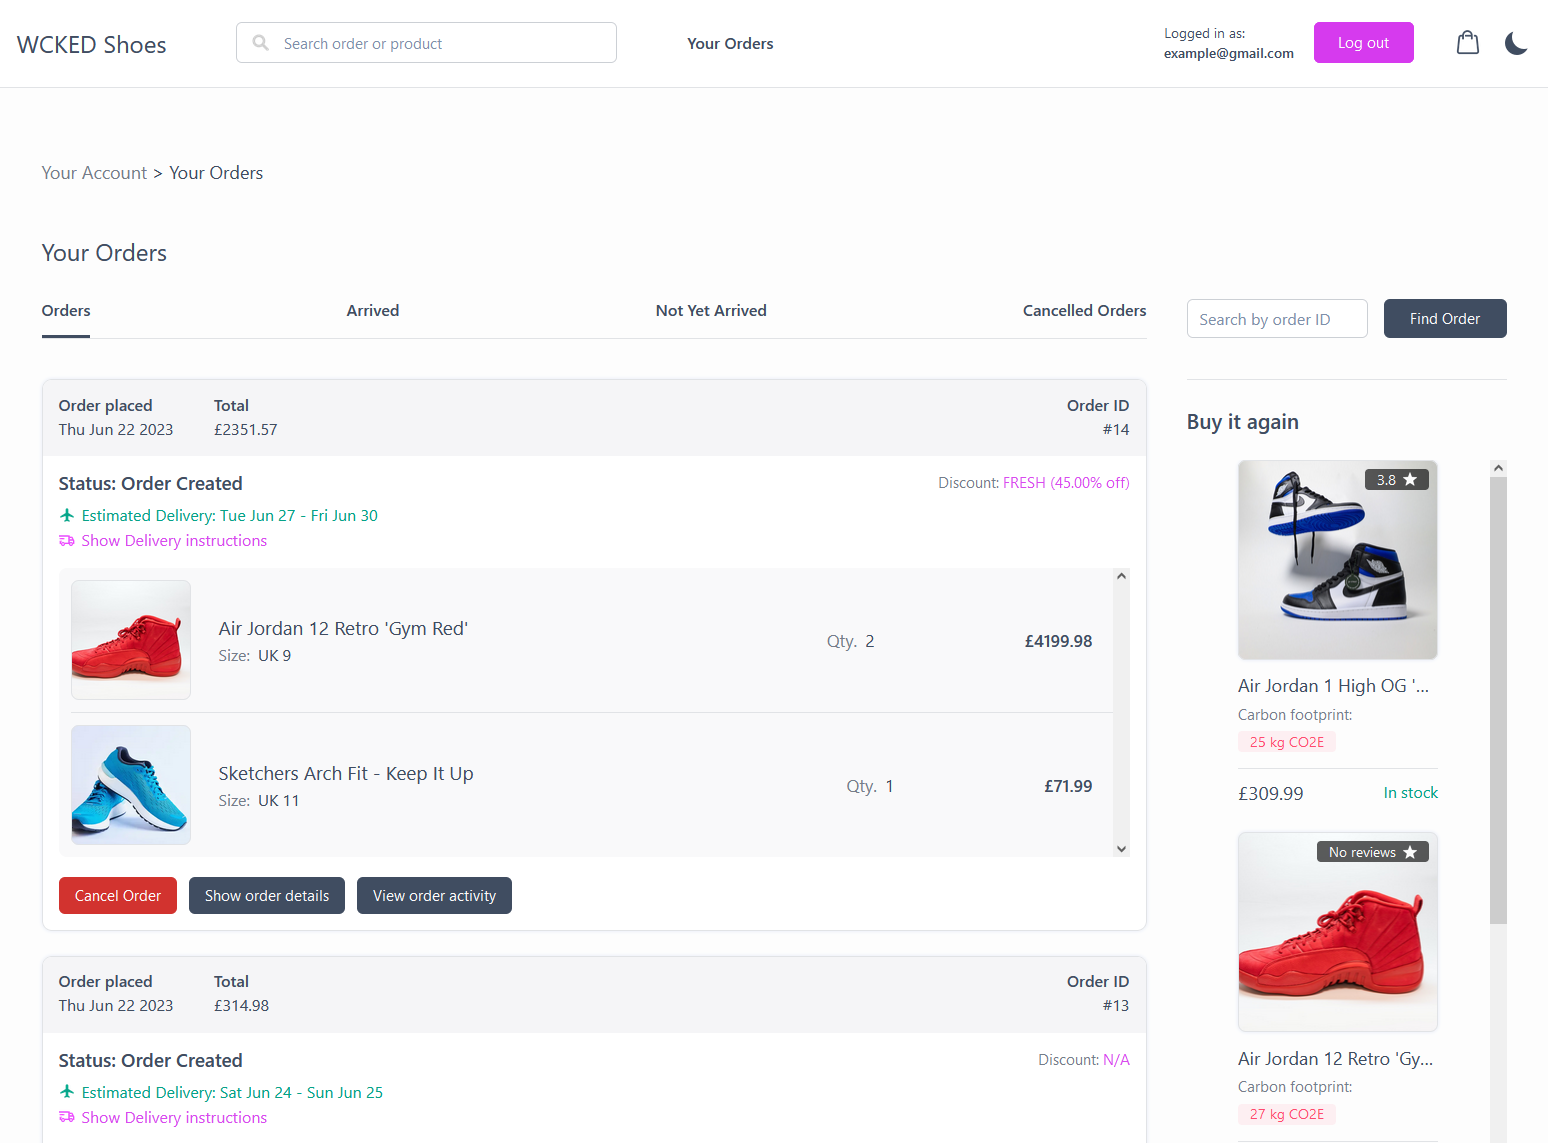 WCKED Shoes
Search order or product
Your Orders
Logged in as:
example@gmail.com
Log out
Your Account > Your Orders
Your Orders
Orders
Arrived
Not Yet Arrived
Cancelled Orders
Search by order ID
Find Order
Order placed
Thu Jun 22 2023
Total
£2351.57
Order ID
#14
Status: Order Created
Discount: FRESH (45.00% off)
Estimated Delivery: Tue Jun 27 - Fri Jun 30
Show Delivery instructions
Air Jordan 12 Retro 'Gym Red'
Size: UK 9
Qty. 2
£4199.98
Sketchers Arch Fit - Keep It Up
Size: UK 11
Qty. 1
£71.99
Cancel Order
Show order details
View order activity
Order placed
Thu Jun 22 2023
Total
£314.98
Order ID
#13
Status: Order Created
Discount: N/A
Estimated Delivery: Sat Jun 24 - Sun Jun 25
Show Delivery instructions
Buy it again
3.8
Air Jordan 1 High OG '...
Carbon footprint:
25 kg CO2E
£309.99
In stock
No reviews
Air Jordan 12 Retro 'Gy...
Carbon footprint:
27 kg CO2E